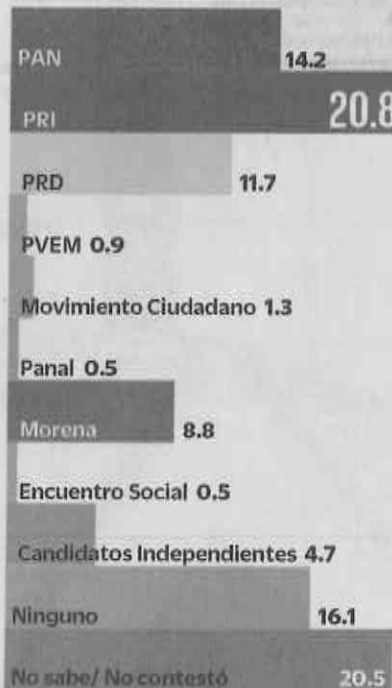 PAN 14.2
PRI 20.8
PRD 11.7
PVEM 0.9
Movimiento Ciudadano 1.3
Panal 0.5
Morena 8.8
Encuentro Social 0.5
Candidatos Independientes 4.7
Ninguno 16.1
No sabe/ No contestó 20.5